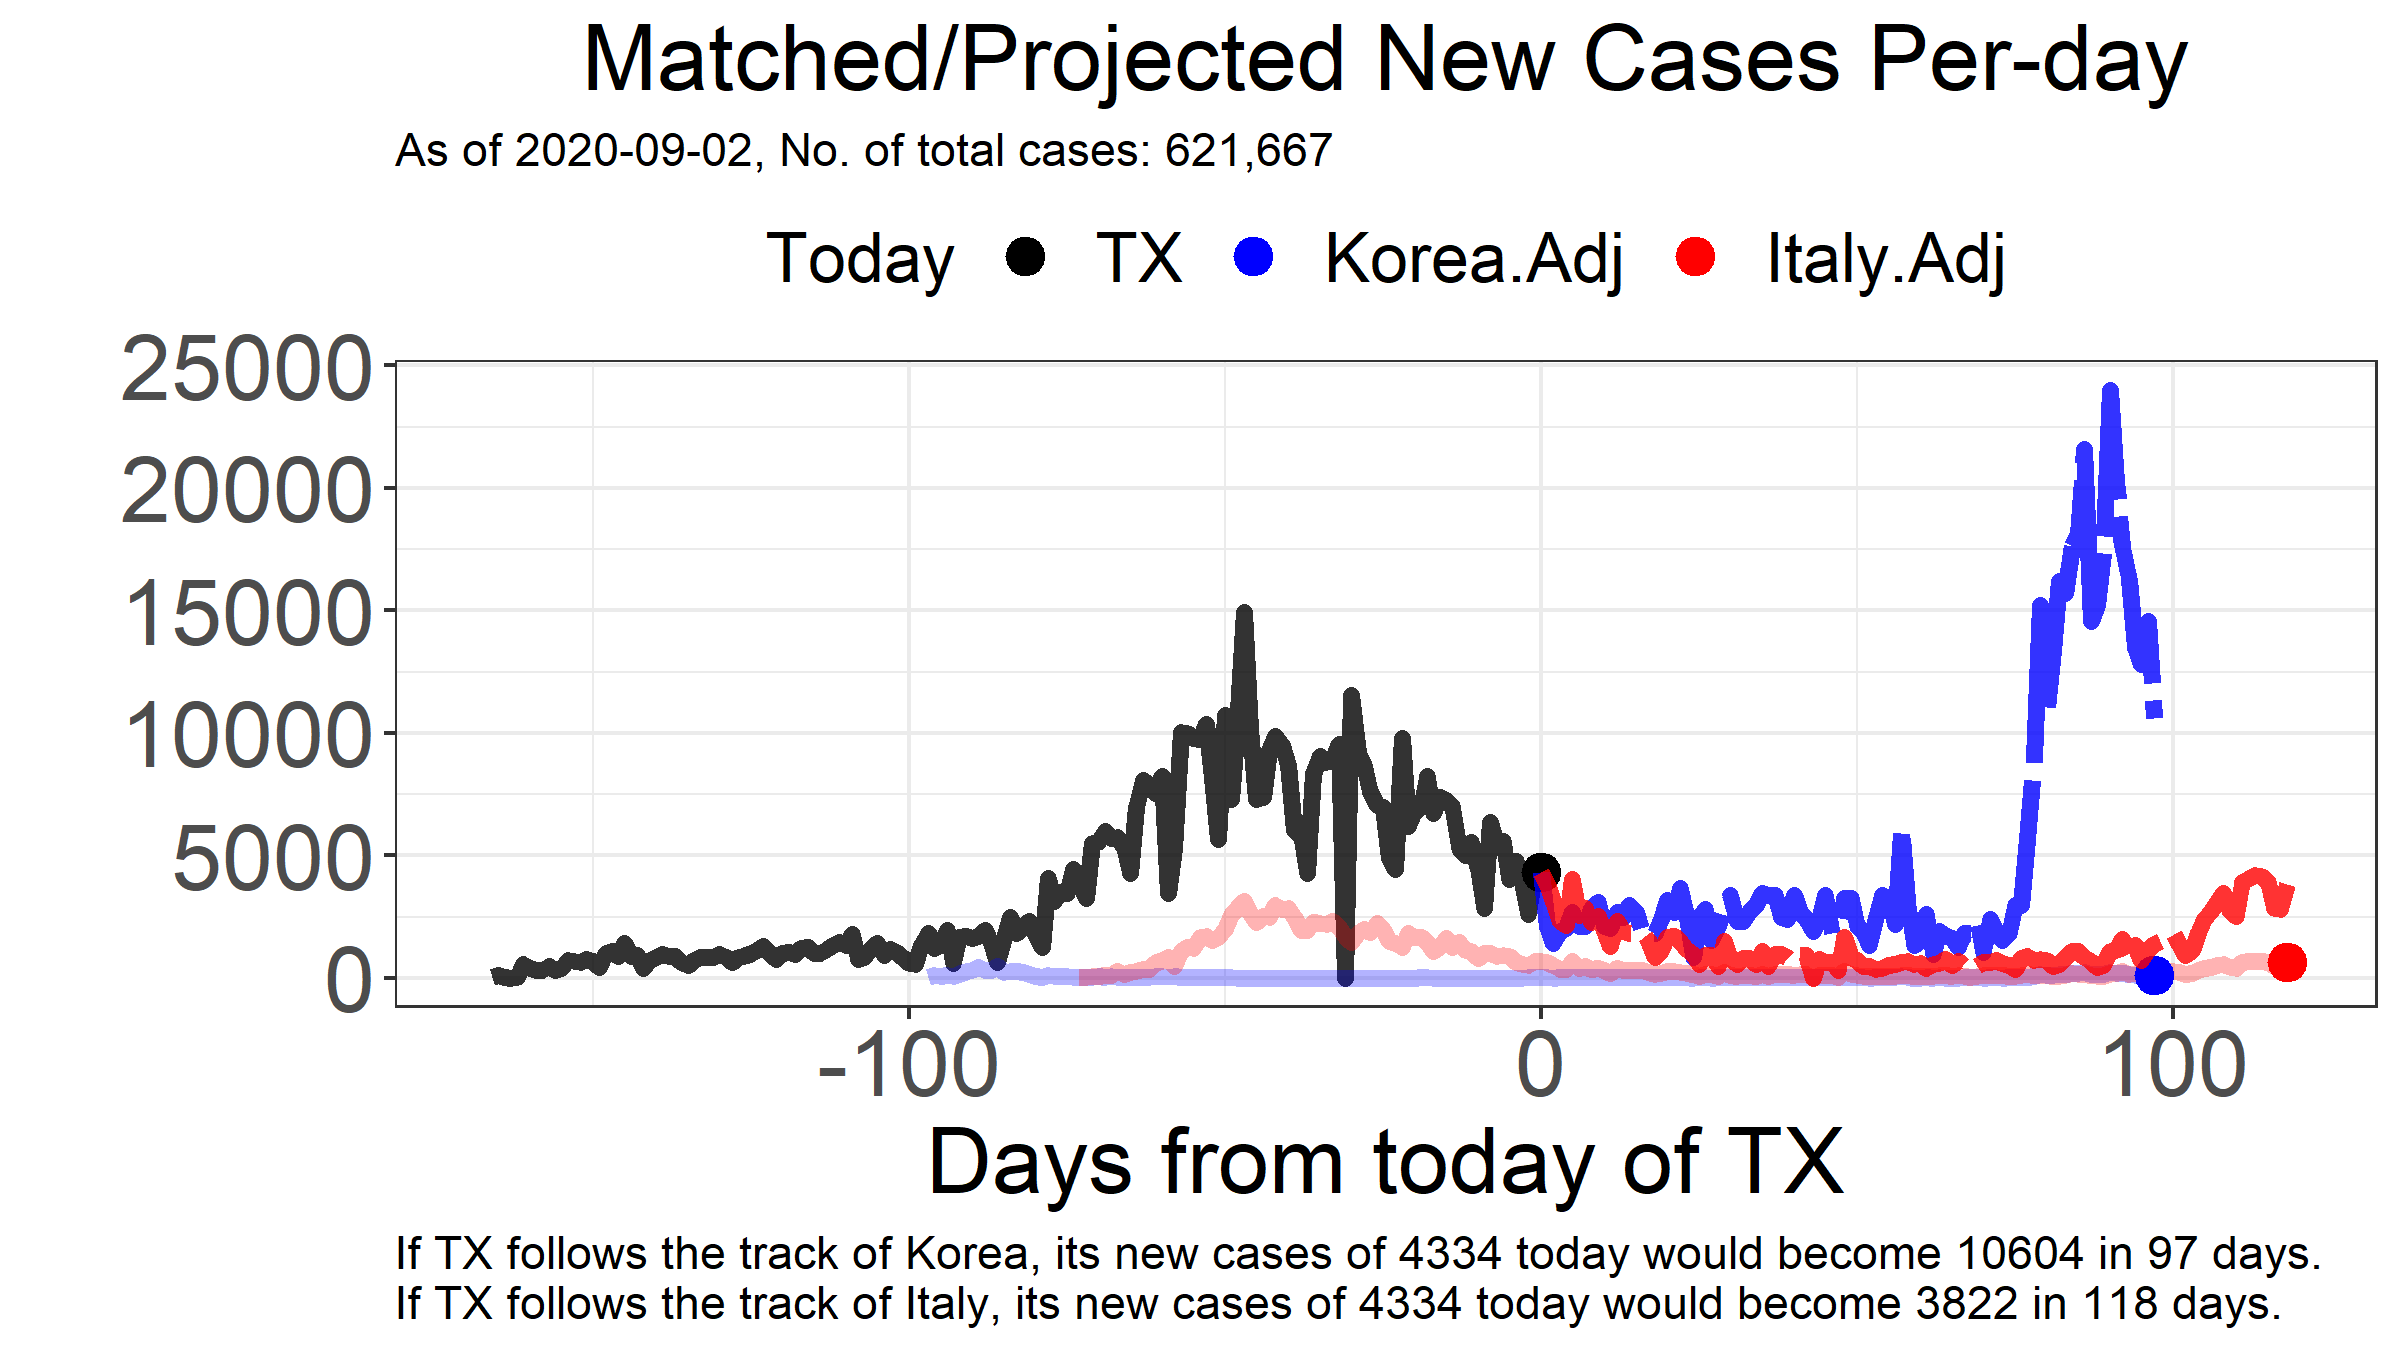 Matched/Projected New Cases Per-day
As of 2020-09-02, No. of total cases: 621,667
Today TX Korea.Adj Italy.Adj
25000
20000
15000
10000
5000
0
-100 0 100
Days from today of TX
If TX follows the track of Korea, its new cases of 4334 today would become 10604 in 97 days.
If TX follows the track of Italy, its new cases of 4334 today would become 3822 in 118 days.